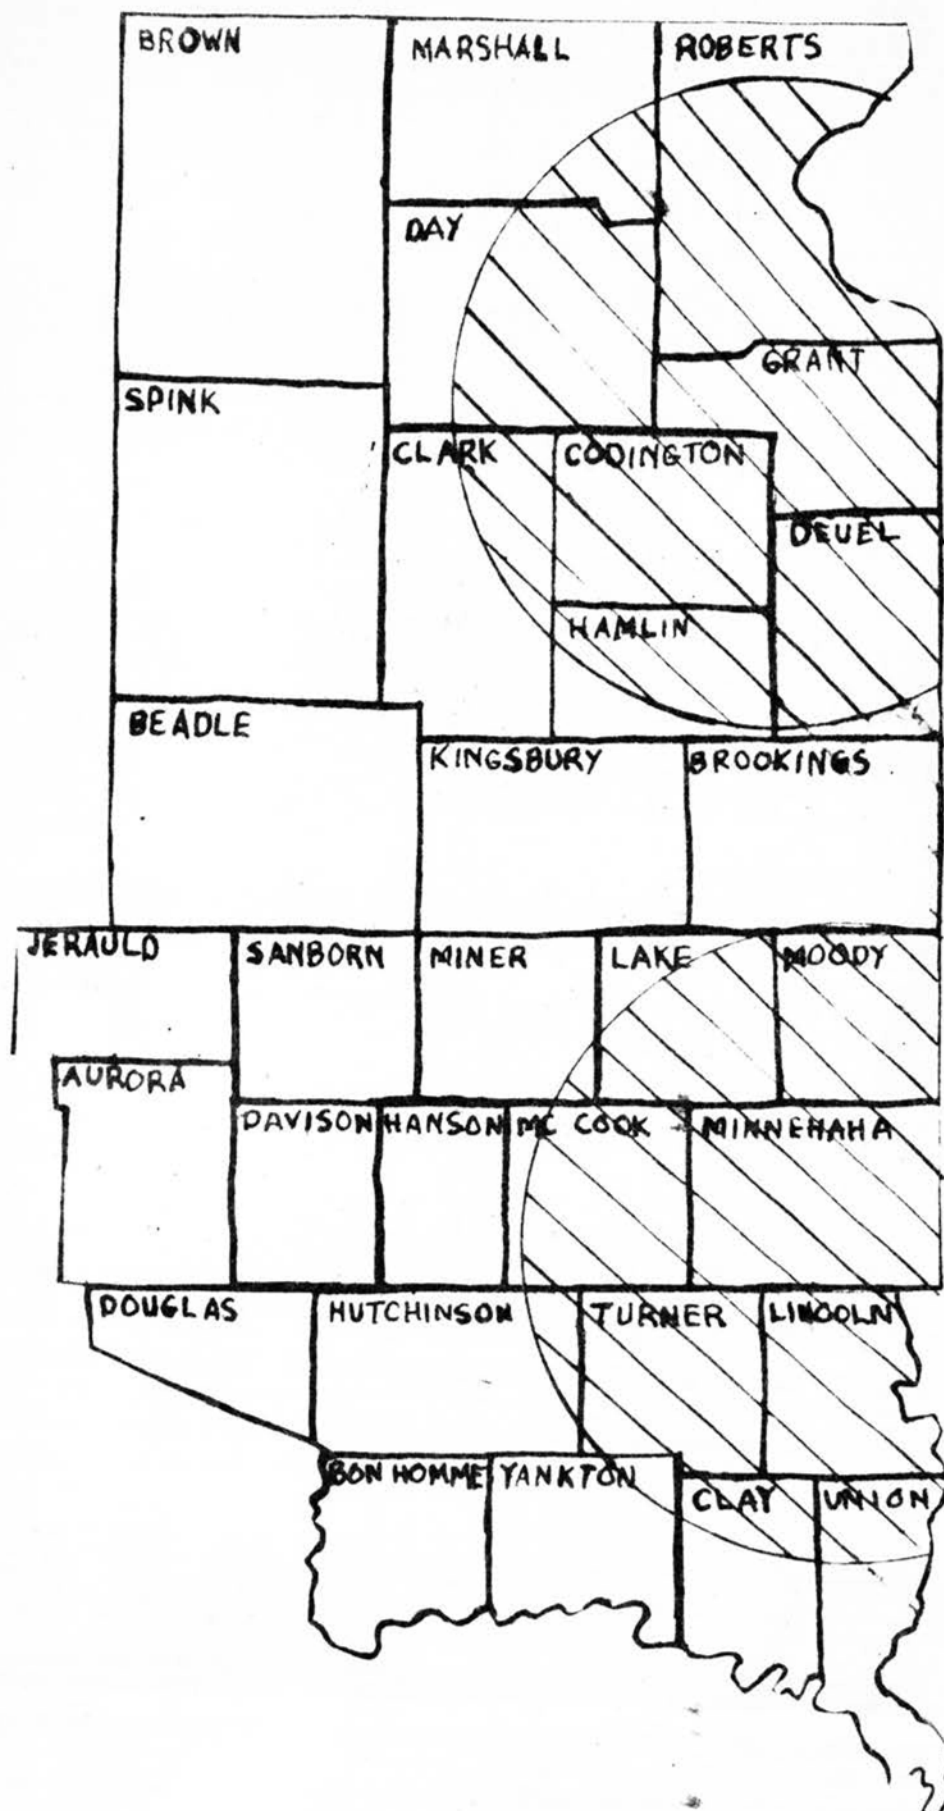 BROWN
MARSHALL
ROBERTS
DAY
GRANT
SPINK
CLARK
CODINGTON
DEUEL
HAMLIN
BEADLE
KINGSBURY
BROOKINGS
JERAULD
SANBORN
MINER
LAKE
MOODY
AURORA
DAVISON
HANSON
MC COOK
MINNEHAHA
DOUGLAS
HUTCHINSON
TURNER
LINCOLN
BON HOMME
YANKTON
CLAY
UNION